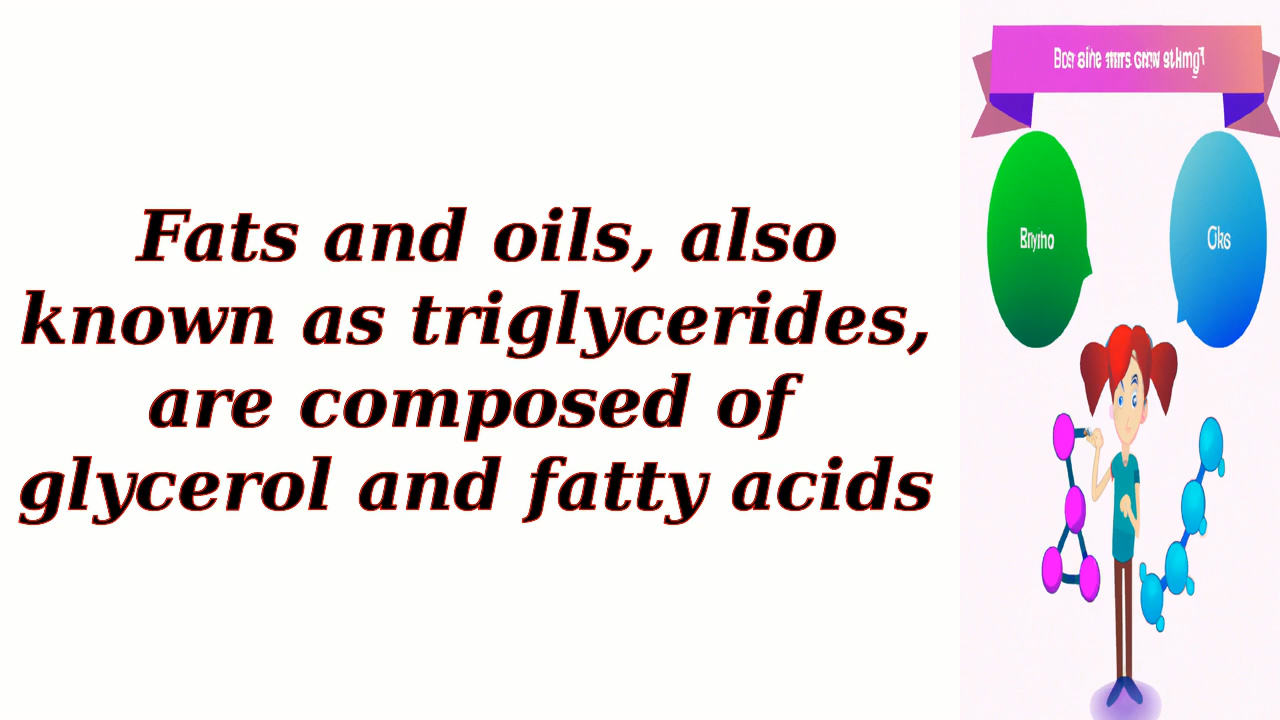 Fats and oils, also
known as triglycerides,
are composed of
glycerol and fatty acids